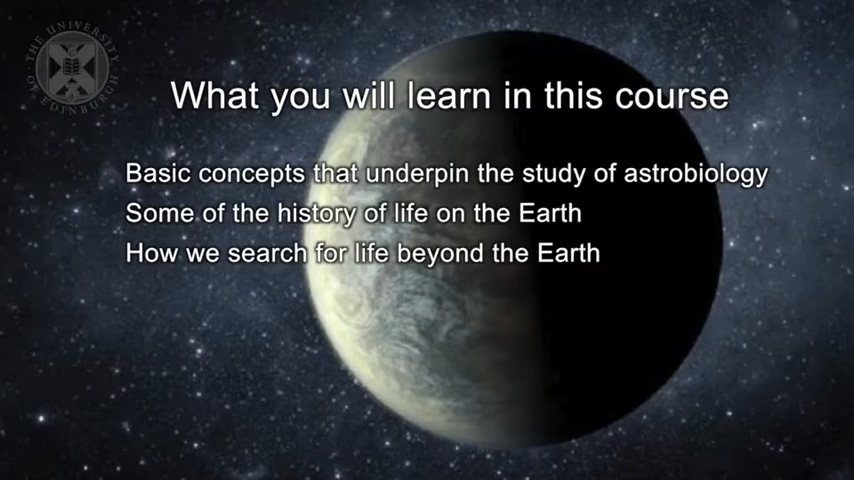 THE UNIVERSITY OF EDINBURGH
What you will learn in this course
Basic concepts that underpin the study of astrobiology
Some of the history of life on the Earth
How we search for life beyond the Earth